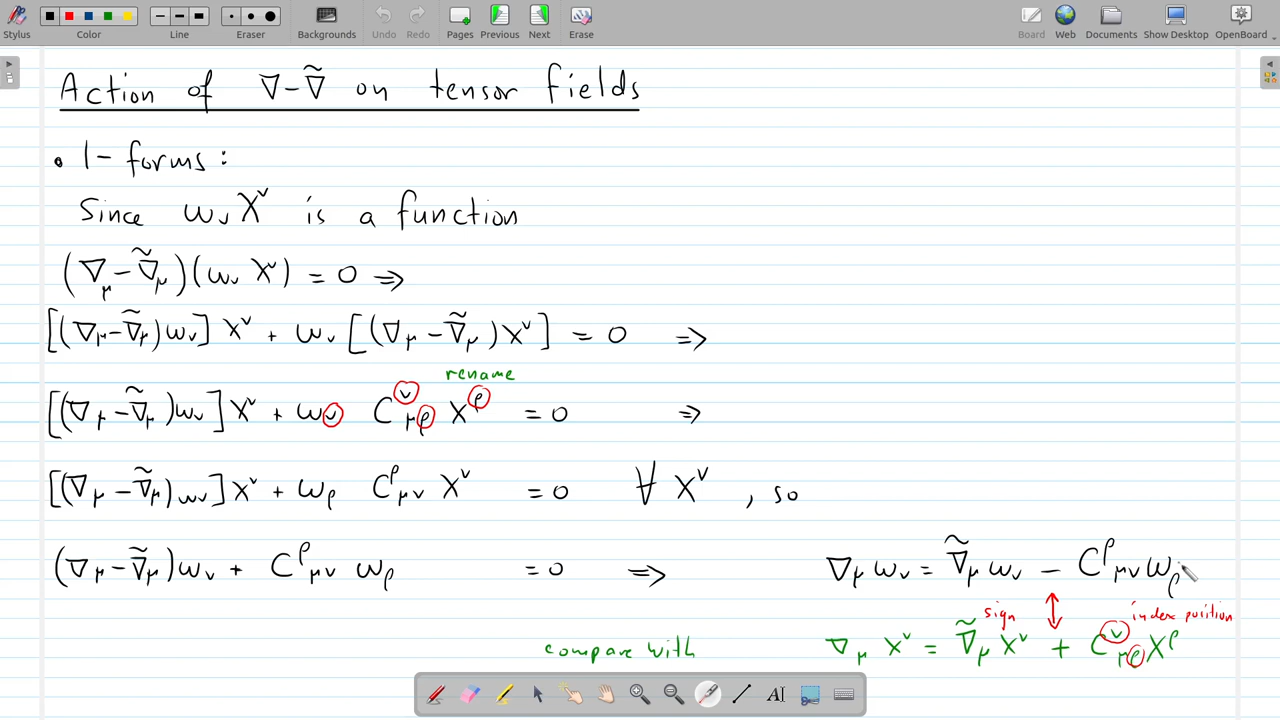 Stylus Color Line Eraser Backgrounds Undo Redo Pages Previous Next Erase Board Web Documents Show Desktop OpenBoard
Action of ∇-∇̃ on tensor fields
• 1-forms:
Since ω_ν X^ν is a function
(∇_μ - ∇̃_μ)(ω_ν X^ν) = 0 ⇒
[(∇_μ - ∇̃_μ)ω_ν] X^ν + ω_ν [(∇_μ - ∇̃_μ) X^ν] = 0 ⇒
rename
[(∇_μ - ∇̃_μ)ω_ν] X^ν + ω_ν C^ν_μρ X^ρ = 0 ⇒
[(∇_μ - ∇̃_μ)ω_ν] X^ν + ω_ρ C^ρ_μν X^ν = 0 ∀ X^ν , so
(∇_μ - ∇̃_μ)ω_ν + C^ρ_μν ω_ρ = 0 ⇒ ∇_μ ω_ν = ∇̃_μ ω_ν - C^ρ_μν ω_ρ
sign ↕ index position
compare with ∇_μ X^ν = ∇̃_μ X^ν + C^ν_μρ X^ρ